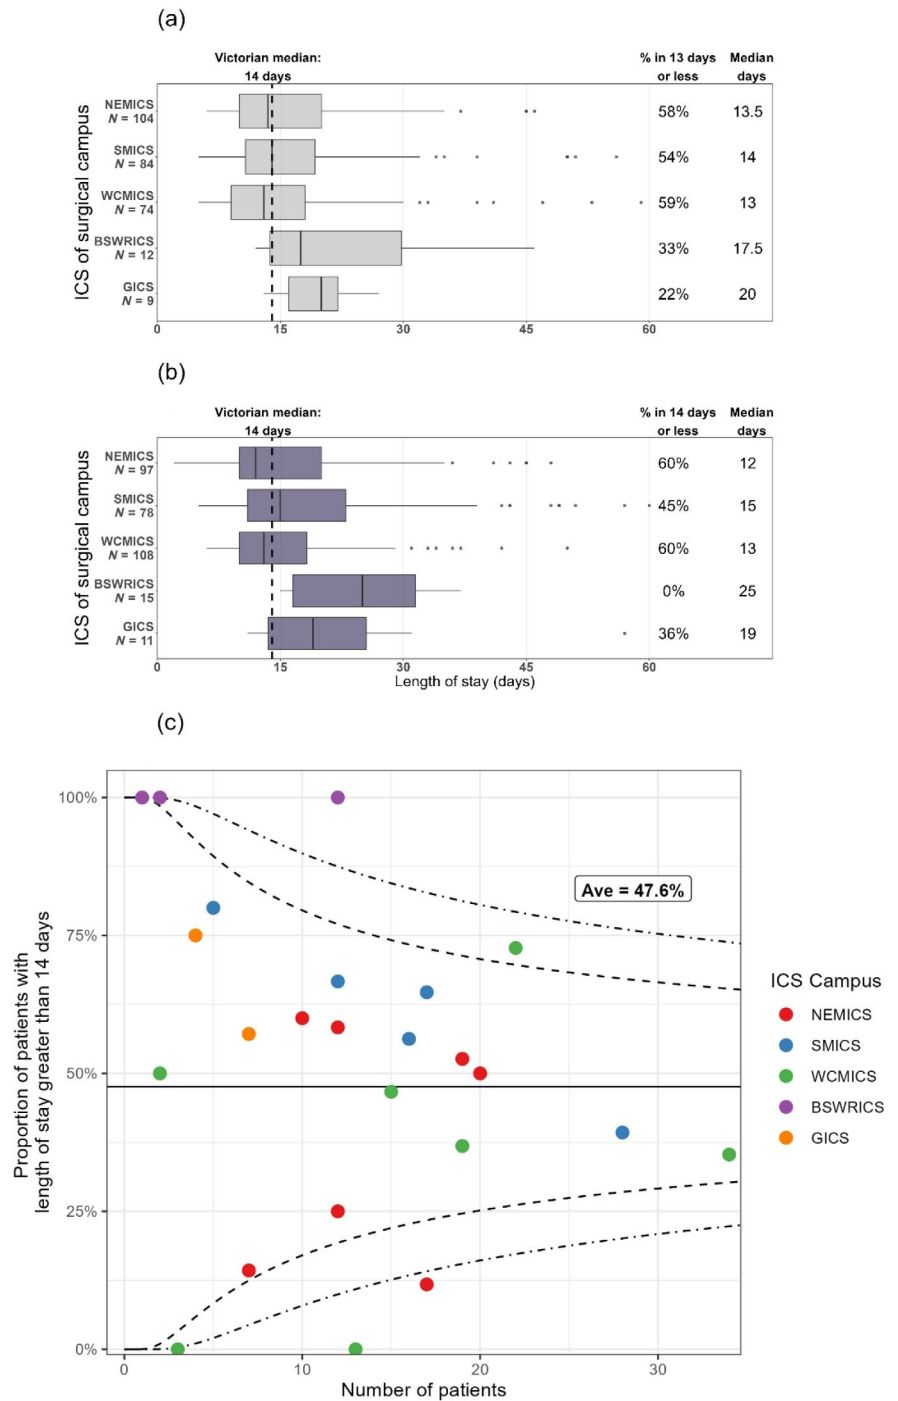 (a)
Victorian median:
14 days
% in 13 days
or less
Median
days
ICS of surgical campus
NEMICS
N = 104
58%
13.5
SMICS
N = 84
54%
14
WCMICS
N = 74
59%
13
BSWRICS
N = 12
33%
17.5
GICS
N = 9
22%
20
0
15
30
45
60
(b)
Victorian median:
14 days
% in 14 days
or less
Median
days
ICS of surgical campus
NEMICS
N = 97
60%
12
SMICS
N = 78
45%
15
WCMICS
N = 108
60%
13
BSWRICS
N = 15
0%
25
GICS
N = 11
36%
19
0
15
30
45
60
Length of stay (days)
(c)
Proportion of patients with
length of stay greater than 14 days
100%
75%
50%
25%
0%
Ave = 47.6%
0
10
20
30
Number of patients
ICS Campus
NEMICS
SMICS
WCMICS
BSWRICS
GICS